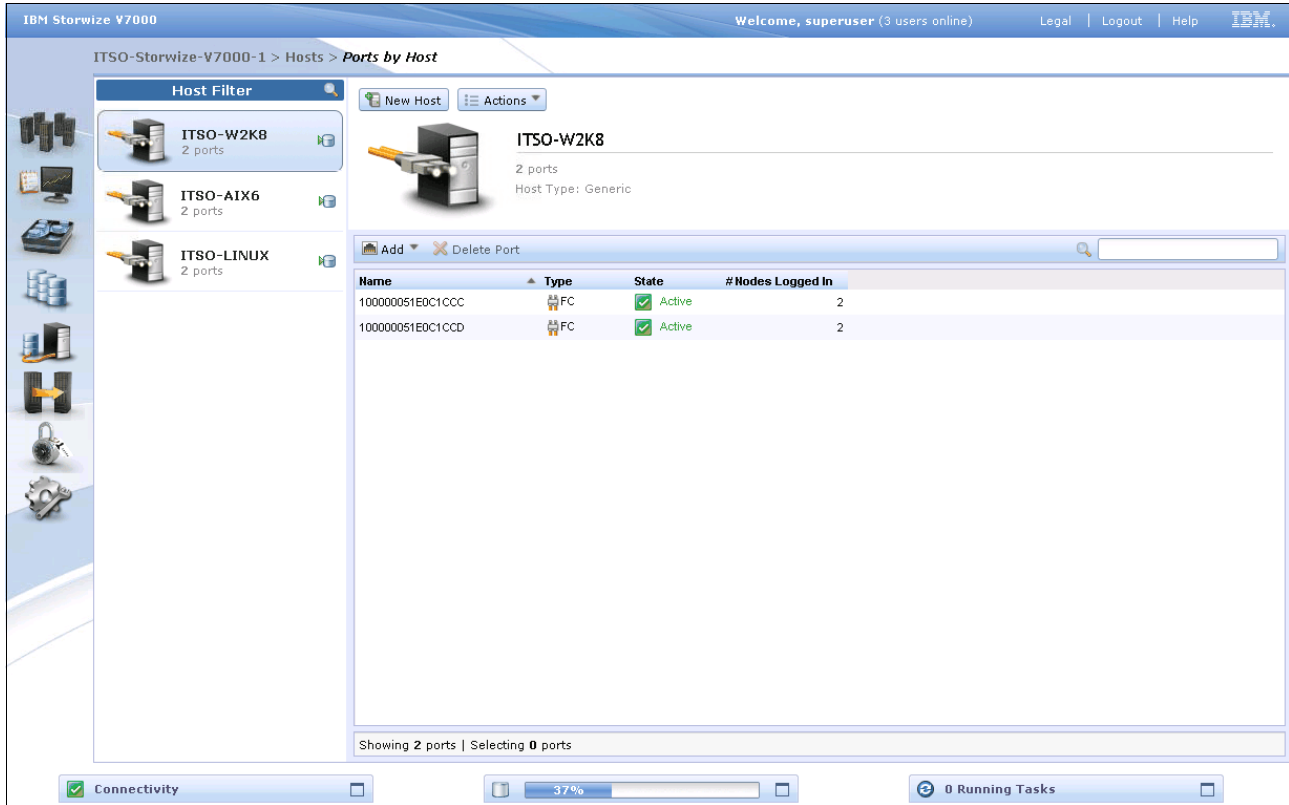 IBM Storwize V7000
Welcome, superuser (3 users online)
Legal | Logout | Help
IBM.
ITSO-Storwize-V7000-1 > Hosts > Ports by Host
Host Filter
ITSO-W2K8
2 ports
ITSO-AIX6
2 ports
ITSO-LINUX
2 ports
New Host
Actions
ITSO-W2K8
2 ports
Host Type: Generic
Add
Delete Port
Name Type State #Nodes Logged In
100000051E0C1CCC FC Active 2
100000051E0C1CCD FC Active 2
Showing 2 ports | Selecting 0 ports
Connectivity
37%
0 Running Tasks